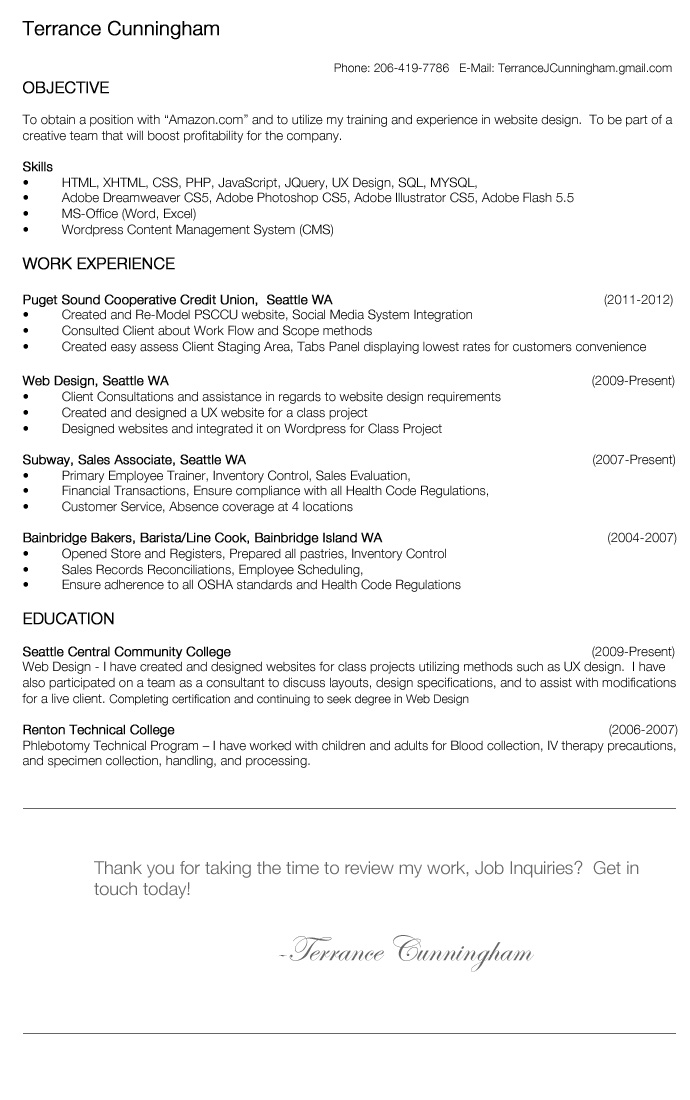 Terrance Cunningham
Phone: 206-419-7786 E-Mail: TerranceJCunningham.gmail.com
OBJECTIVE
To obtain a position with “Amazon.com” and to utilize my training and experience in website design. To be part of a
creative team that will boost profitability for the company.
Skills
• HTML, XHTML, CSS, PHP, JavaScript, JQuery, UX Design, SQL, MYSQL,
• Adobe Dreamweaver CS5, Adobe Photoshop CS5, Adobe Illustrator CS5, Adobe Flash 5.5
• MS-Office (Word, Excel)
• Wordpress Content Management System (CMS)
WORK EXPERIENCE
Puget Sound Cooperative Credit Union, Seattle WA (2011-2012)
• Created and Re-Model PSCCU website, Social Media System Integration
• Consulted Client about Work Flow and Scope methods
• Created easy assess Client Staging Area, Tabs Panel displaying lowest rates for customers convenience
Web Design, Seattle WA (2009-Present)
• Client Consultations and assistance in regards to website design requirements
• Created and designed a UX website for a class project
• Designed websites and integrated it on Wordpress for Class Project
Subway, Sales Associate, Seattle WA (2007-Present)
• Primary Employee Trainer, Inventory Control, Sales Evaluation,
• Financial Transactions, Ensure compliance with all Health Code Regulations,
• Customer Service, Absence coverage at 4 locations
Bainbridge Bakers, Barista/Line Cook, Bainbridge Island WA (2004-2007)
• Opened Store and Registers, Prepared all pastries, Inventory Control
• Sales Records Reconciliations, Employee Scheduling,
• Ensure adherence to all OSHA standards and Health Code Regulations
EDUCATION
Seattle Central Community College (2009-Present)
Web Design - I have created and designed websites for class projects utilizing methods such as UX design. I have
also participated on a team as a consultant to discuss layouts, design specifications, and to assist with modifications
for a live client. Completing certification and continuing to seek degree in Web Design
Renton Technical College (2006-2007)
Phlebotomy Technical Program – I have worked with children and adults for Blood collection, IV therapy precautions,
and specimen collection, handling, and processing.
Thank you for taking the time to review my work, Job Inquiries? Get in
touch today!
-Terrance Cunningham